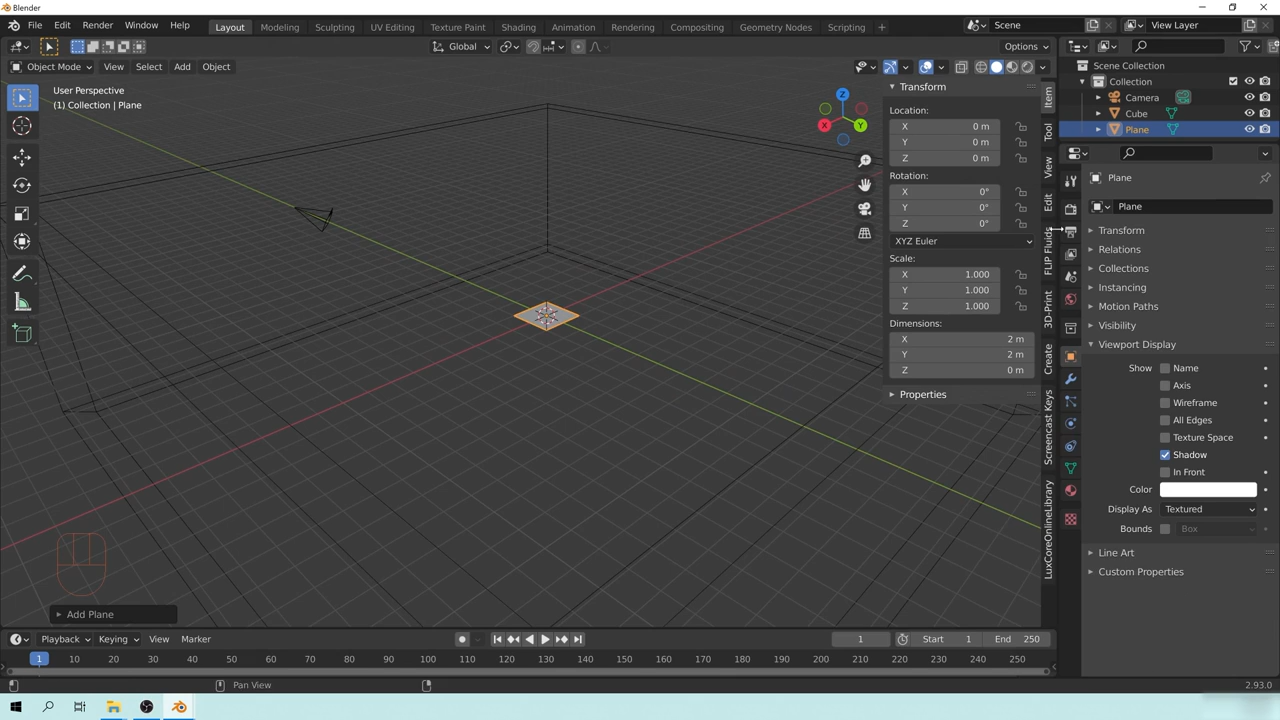 Blender
File Edit Render Window Help Layout Modeling Sculpting UV Editing Texture Paint Shading Animation Rendering Compositing Geometry Nodes Scripting Scene View Layer
Global Options
Object Mode View Select Add Object
User Perspective
(1) Collection | Plane
Z
X
Y
Transform
Location:
X 0 m
Y 0 m
Z 0 m
Rotation:
X 0°
Y 0°
Z 0°
XYZ Euler
Scale:
X 1.000
Y 1.000
Z 1.000
Dimensions:
X 2 m
Y 2 m
Z 0 m
Properties
Item
Tool
View
Edit
FLIP Fluids
3D-Print
Create
Screencast Keys
LuxCoreOnlineLibrary
Scene Collection
Collection
Camera
Cube
Plane
Plane
Plane
Transform
Relations
Collections
Instancing
Motion Paths
Visibility
Viewport Display
Show Name
Axis
Wireframe
All Edges
Texture Space
Shadow
In Front
Color
Display As Textured
Bounds Box
Line Art
Custom Properties
Add Plane
Playback Keying View Marker 1 Start 1 End 250
1 10 20 30 40 50 60 70 80 90 100 110 120 130 140 150 160 170 180 190 200 210 220 230 240 250
Pan View 2.93.0